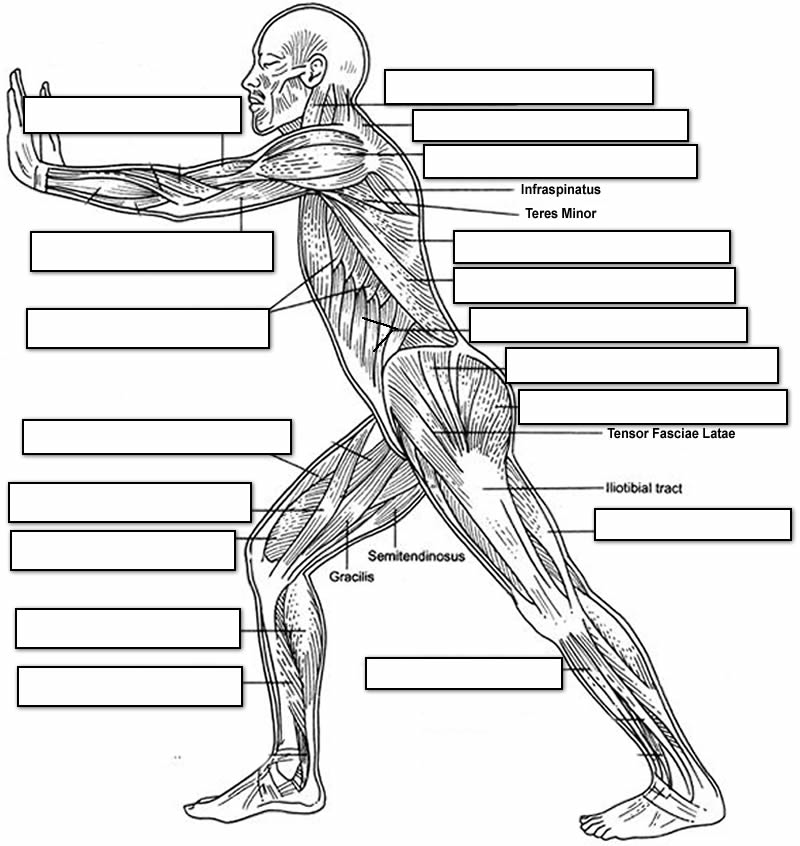 Infraspinatus
Teres Minor
Tensor Fasciae Latae
Iliotibial tract
Semitendinosus
Gracilis